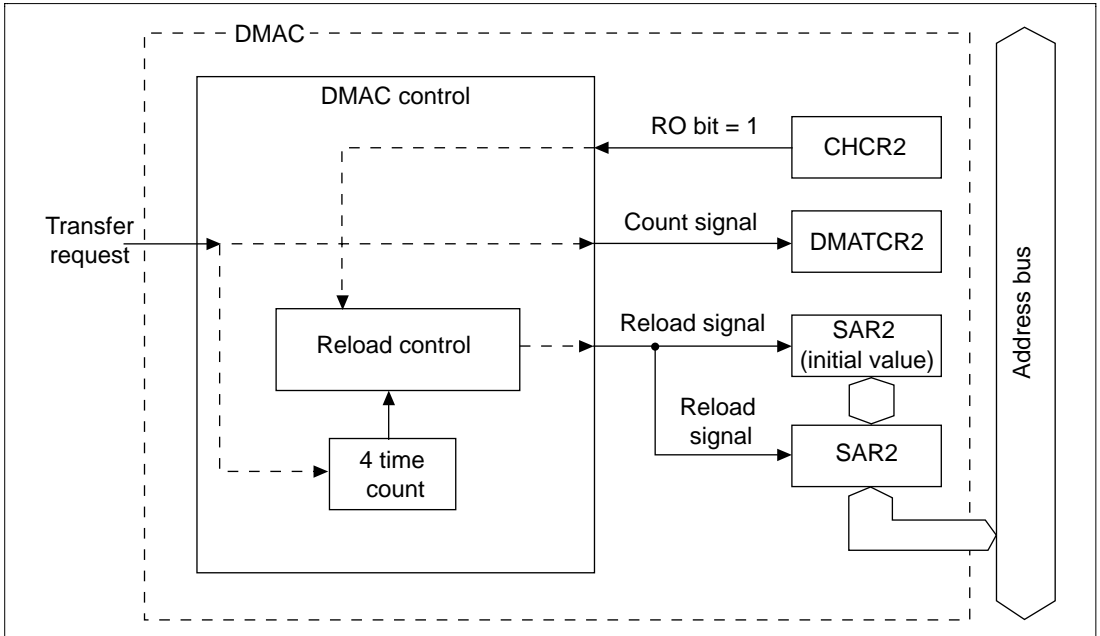 DMAC
DMAC control
RO bit = 1
CHCR2
Transfer
request
Count signal
DMATCR2
Reload control
Reload signal
SAR2
(initial value)
Reload
signal
SAR2
4 time
count
Address bus